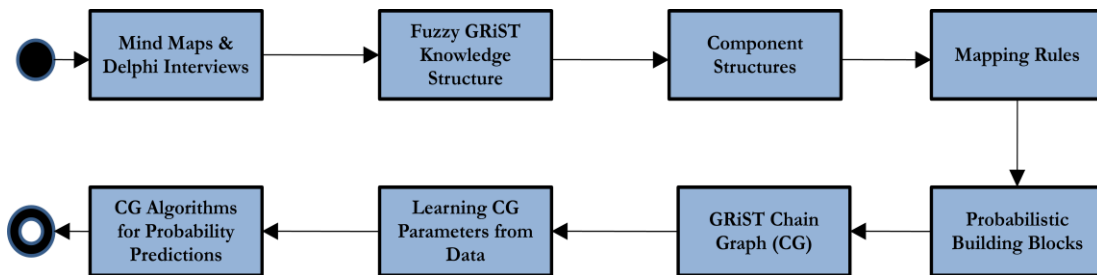 Mind Maps &
Delphi Interviews
Fuzzy GRiST
Knowledge
Structure
Component
Structures
Mapping Rules
CG Algorithms
for Probability
Predictions
Learning CG
Parameters from
Data
GRiST Chain
Graph (CG)
Probabilistic
Building Blocks